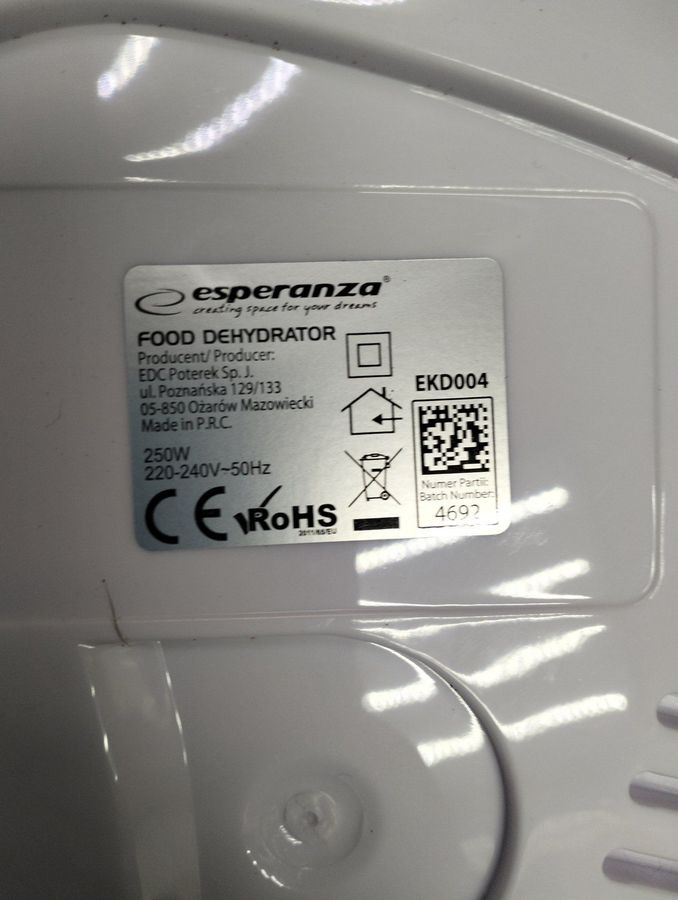 esperanza®
creating space for your dreams
FOOD DEHYDRATOR
Producent/ Producer:
EDC Poterek Sp. J.
ul. Poznańska 129/133
05-850 Ożarów Mazowiecki
Made in P.R.C.
250W
220-240V~50Hz
CE RoHS
2011/65/EU
EKD004
Numer Partii:
Batch Number:
4692